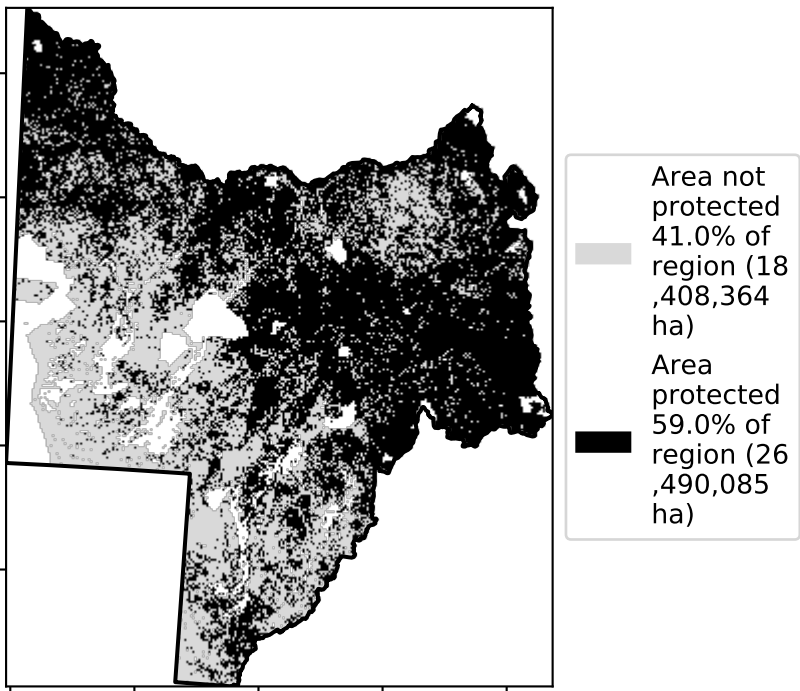 Area not
protected
41.0% of
region (18
,408,364
ha)
Area
protected
59.0% of
region (26
,490,085
ha)